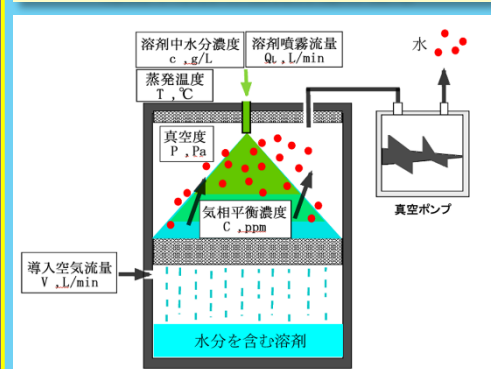 溶剤中水分濃度
c ,g/L
溶剤噴霧流量
QL, L/min
蒸発温度
T ,℃
水
真空度
P ,Pa
気相平衡濃度
C ,ppm
真空ポンプ
導入空気流量
V ,L/min
水分を含む溶剤